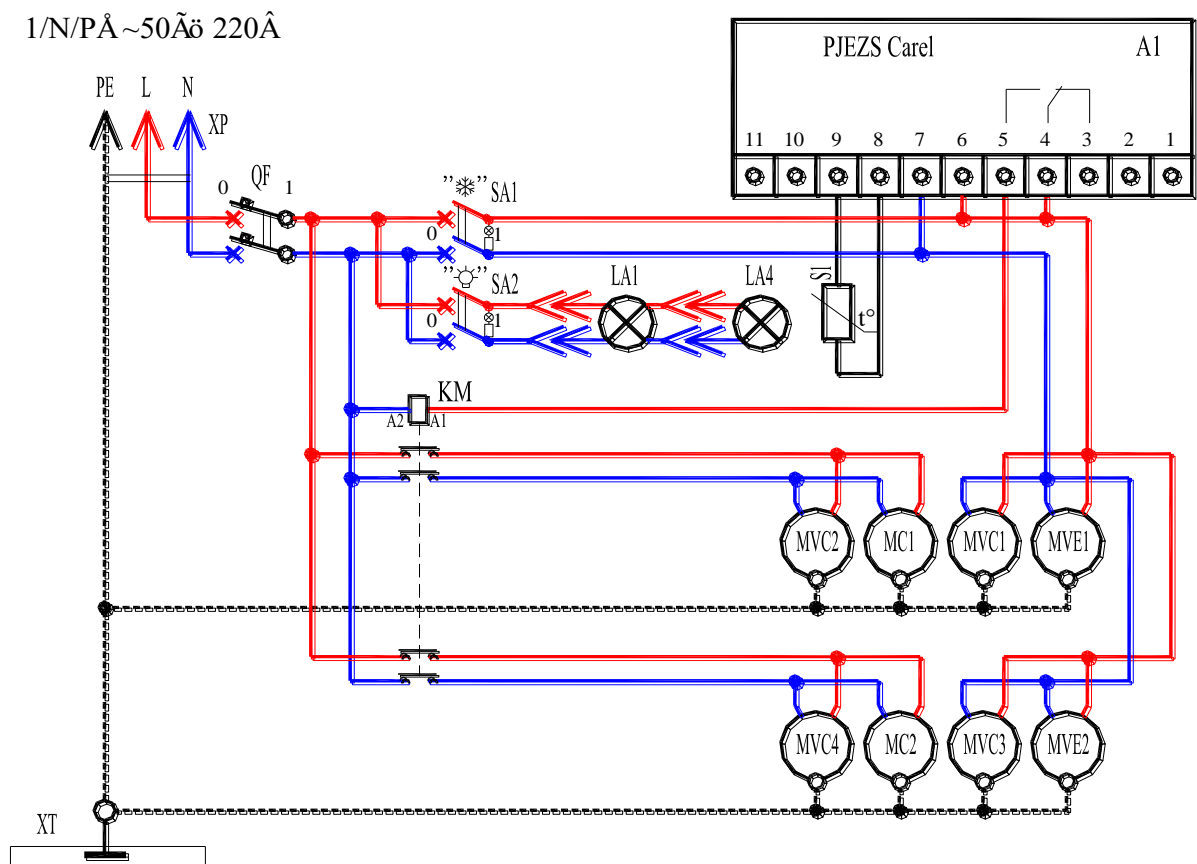 1/N/PÅ ~50Ãö 220Â
PJEZS Carel A1
PE L N
XP
11 10 9 8 7 6 5 4 3 2 1
0 QF 1
"❄" SA1
0 1
" " SA2
0 1
LA1 LA4
S1
t°
KM
A2 A1
MVC2 MC1 MVC1 MVE1
MVC4 MC2 MVC3 MVE2
XT